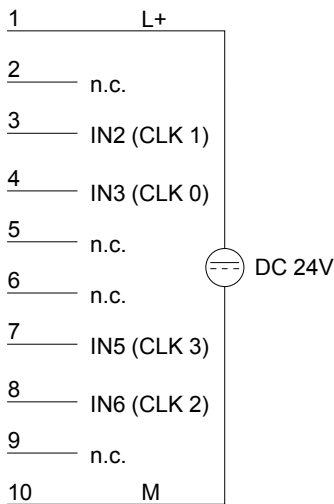 1 L+
2 n.c.
3 IN2 (CLK 1)
4 IN3 (CLK 0)
5 n.c.
DC 24V
6 n.c.
7 IN5 (CLK 3)
8 IN6 (CLK 2)
9 n.c.
10 M